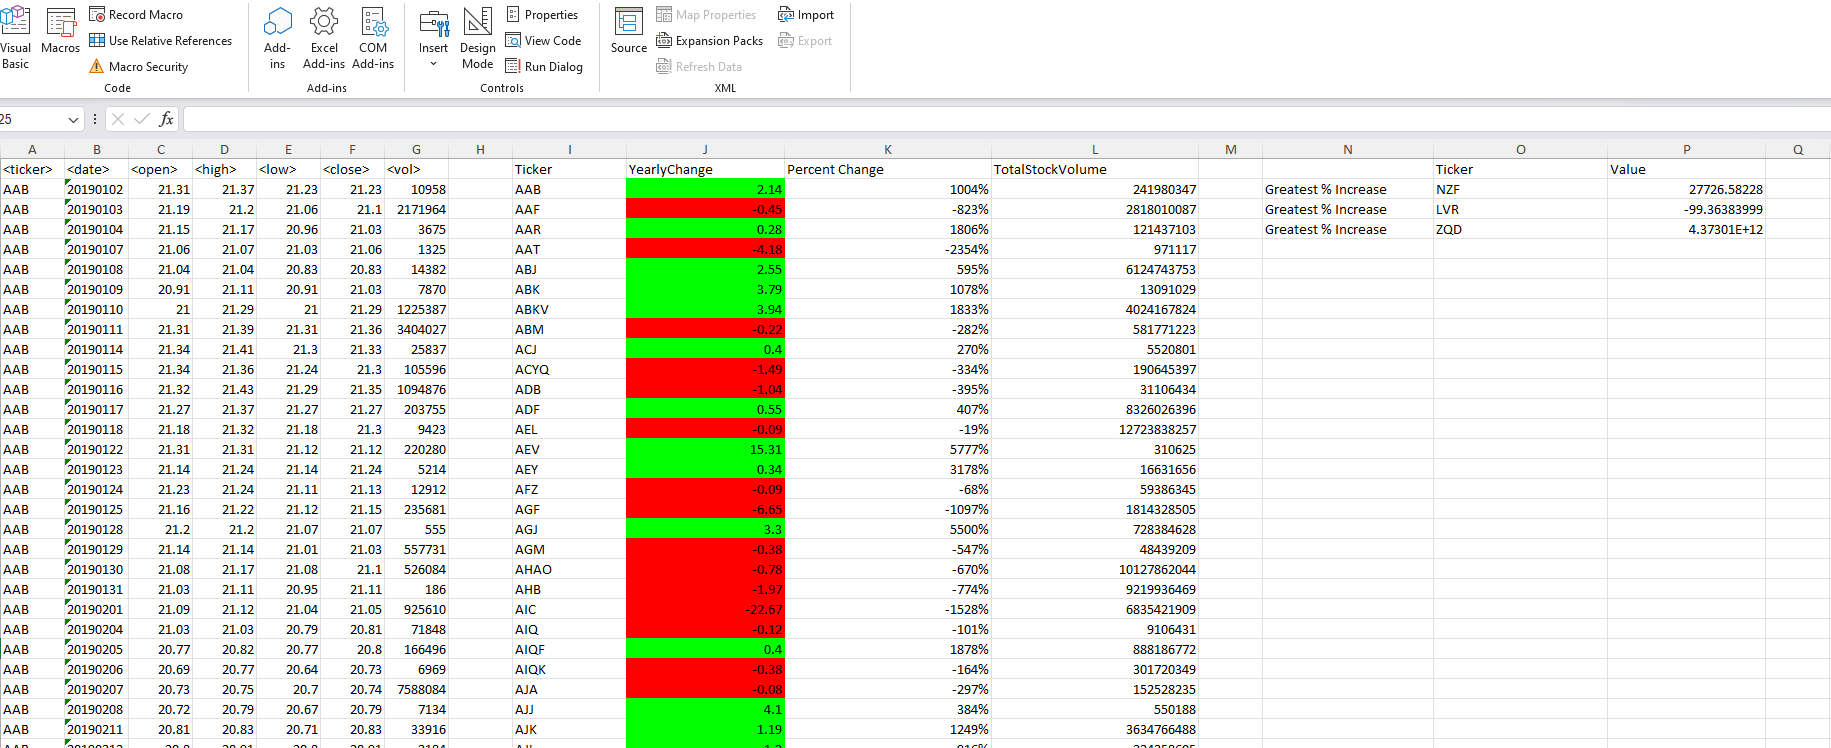 Visual Basic
Macros
Record Macro
Use Relative References
Macro Security
Code
Add-ins
Excel Add-ins
COM Add-ins
Add-ins
Insert
Design Mode
Properties
View Code
Run Dialog
Controls
Source
Map Properties
Expansion Packs
Refresh Data
Import
Export
XML
25
fx
A B C D E F G H I J K L M N O P Q
<ticker> <date> <open> <high> <low> <close> <vol> Ticker YearlyChange Percent Change TotalStockVolume Ticker Value
AAB 20190102 21.31 21.37 21.23 21.23 10958 AAB 2.14 1004% 241980347 Greatest % Increase NZF 27726.58228
AAB 20190103 21.19 21.2 21.06 21.1 2171964 AAF -0.45 -823% 2818010087 Greatest % Increase LVR -99.36383999
AAB 20190104 21.15 21.17 20.96 21.03 3675 AAR 0.28 1806% 121437103 Greatest % Increase ZQD 4.37301E+12
AAB 20190107 21.06 21.07 21.03 21.06 1325 AAT -4.18 -2354% 971117
AAB 20190108 21.04 21.04 20.83 20.83 14382 ABJ 2.55 595% 6124743753
AAB 20190109 20.91 21.11 20.91 21.03 7870 ABK 3.79 1078% 13091029
AAB 20190110 21 21.29 21 21.29 1225387 ABKV 3.94 1833% 4024167824
AAB 20190111 21.31 21.39 21.31 21.36 3404027 ABM -0.22 -282% 581771223
AAB 20190114 21.34 21.41 21.3 21.33 25837 ACJ 0.4 270% 5520801
AAB 20190115 21.34 21.36 21.24 21.3 105596 ACYQ -1.49 -334% 190645397
AAB 20190116 21.32 21.43 21.29 21.35 1094876 ADB -1.04 -395% 31106434
AAB 20190117 21.27 21.37 21.27 21.27 203755 ADF 0.55 407% 8326026396
AAB 20190118 21.18 21.32 21.18 21.3 9423 AEL -0.09 -19% 12723838257
AAB 20190122 21.31 21.31 21.12 21.12 220280 AEV 15.31 5777% 310625
AAB 20190123 21.14 21.24 21.14 21.24 5214 AEY 0.34 3178% 16631656
AAB 20190124 21.23 21.24 21.11 21.13 12912 AFZ -0.09 -68% 59386345
AAB 20190125 21.16 21.22 21.12 21.15 235681 AGF -6.65 -1097% 1814328505
AAB 20190128 21.2 21.2 21.07 21.07 555 AGJ 3.3 5500% 728384628
AAB 20190129 21.14 21.14 21.01 21.03 557731 AGM -0.38 -547% 48439209
AAB 20190130 21.08 21.17 21.08 21.1 526084 AHAO -0.78 -670% 10127862044
AAB 20190131 21.03 21.11 20.95 21.11 186 AHB -1.97 -774% 9219936469
AAB 20190201 21.09 21.12 21.04 21.05 925610 AIC -22.67 -1528% 6835421909
AAB 20190204 21.03 21.03 20.79 20.81 71848 AIQ -0.12 -101% 9106431
AAB 20190205 20.77 20.82 20.77 20.8 166496 AIQF 0.4 1878% 888186772
AAB 20190206 20.69 20.77 20.64 20.73 6969 AIQK -0.38 -164% 301720349
AAB 20190207 20.73 20.75 20.7 20.74 7588084 AJA -0.08 -297% 152528235
AAB 20190208 20.72 20.79 20.67 20.79 7134 AJJ 4.1 384% 550188
AAB 20190211 20.81 20.83 20.71 20.83 33916 AJK 1.19 1249% 3634766488